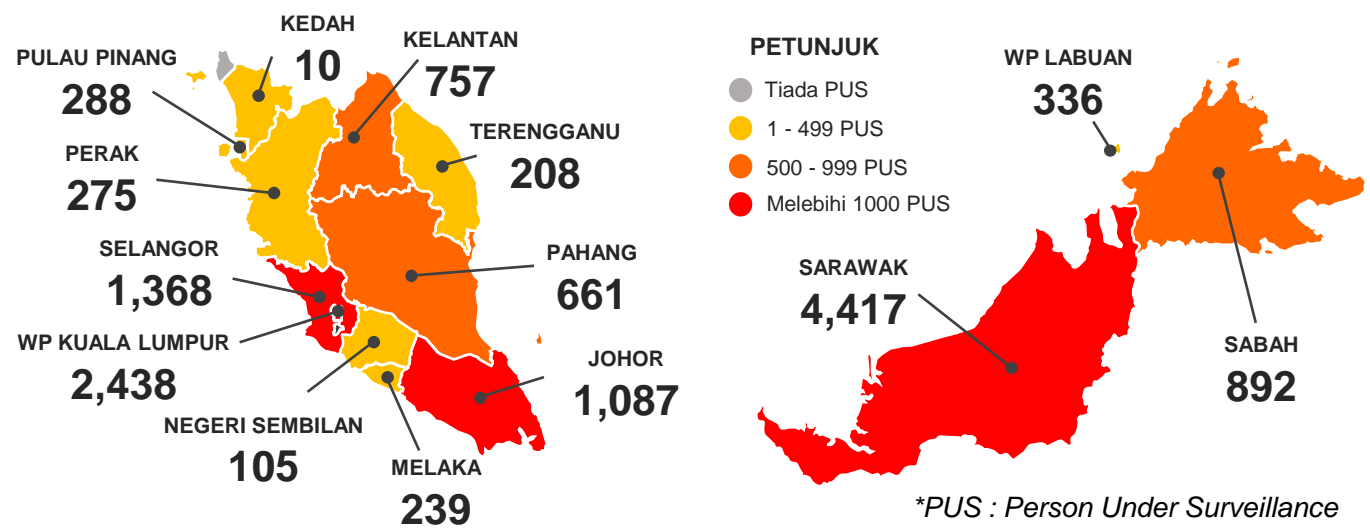 KEDAH
10
KELANTAN
757
PULAU PINANG
288
TERENGGANU
208
PERAK
275
SELANGOR
1,368
PAHANG
661
WP KUALA LUMPUR
2,438
JOHOR
1,087
NEGERI SEMBILAN
105
MELAKA
239
PETUNJUK
Tiada PUS
1 - 499 PUS
500 - 999 PUS
Melebihi 1000 PUS
WP LABUAN
336
SARAWAK
4,417
SABAH
892
*PUS : Person Under Surveillance